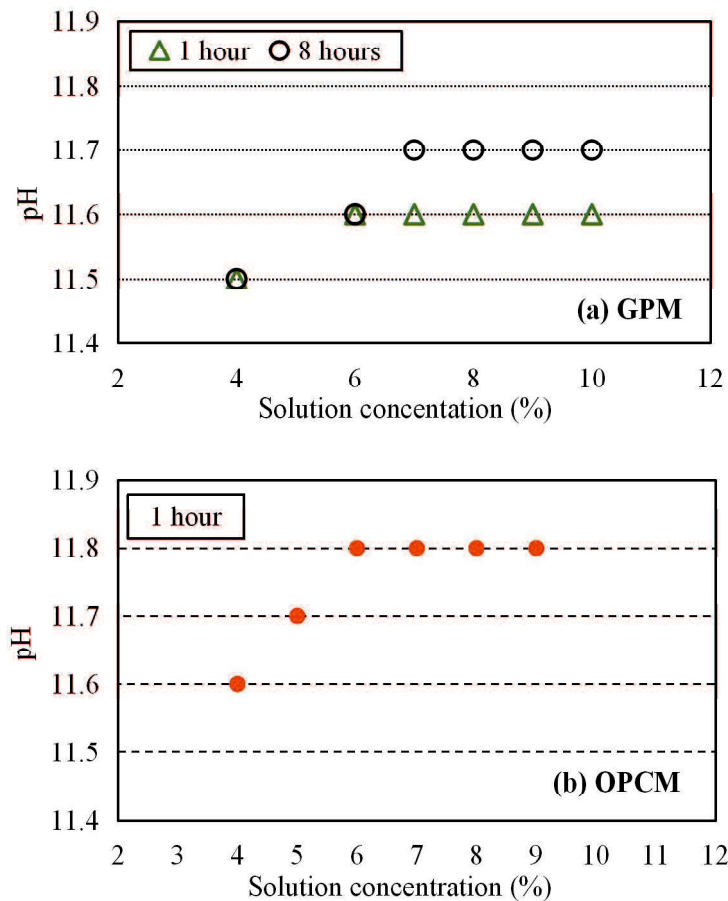 11.9
1 hour 8 hours
11.8
11.7
pH
11.6
11.5
(a) GPM
11.4
2 4 6 8 10 12
Solution concentation (%)
11.9
1 hour
11.8
11.7
pH
11.6
11.5
(b) OPCM
11.4
2 3 4 5 6 7 8 9 10 11 12
Solution concentration (%)